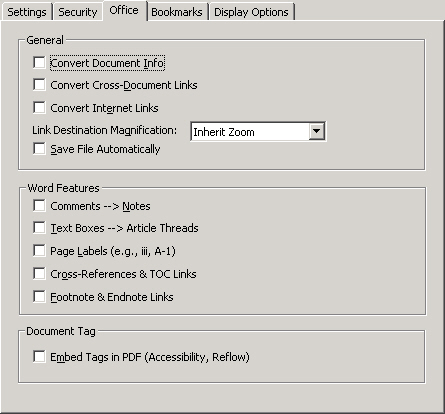 Settings Security Office Bookmarks Display Options
General
Convert Document Info
Convert Cross-Document Links
Convert Internet Links
Link Destination Magnification: Inherit Zoom
Save File Automatically
Word Features
Comments --> Notes
Text Boxes --> Article Threads
Page Labels (e.g., iii, A-1)
Cross-References & TOC Links
Footnote & Endnote Links
Document Tag
Embed Tags in PDF (Accessibility, Reflow)